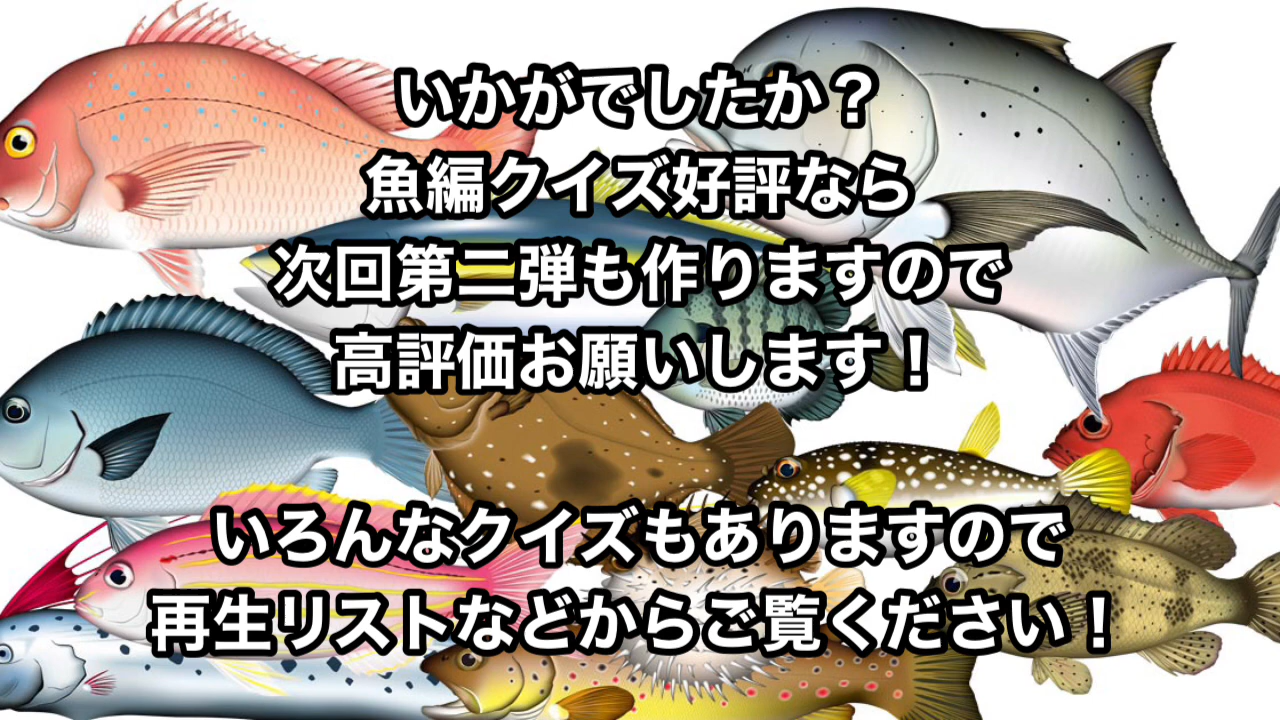 いかがでしたか？
魚編クイズ好評なら
次回第二弾も作りますので
高評価お願いします！
いろんなクイズもありますので
再生リストなどからご覧ください！